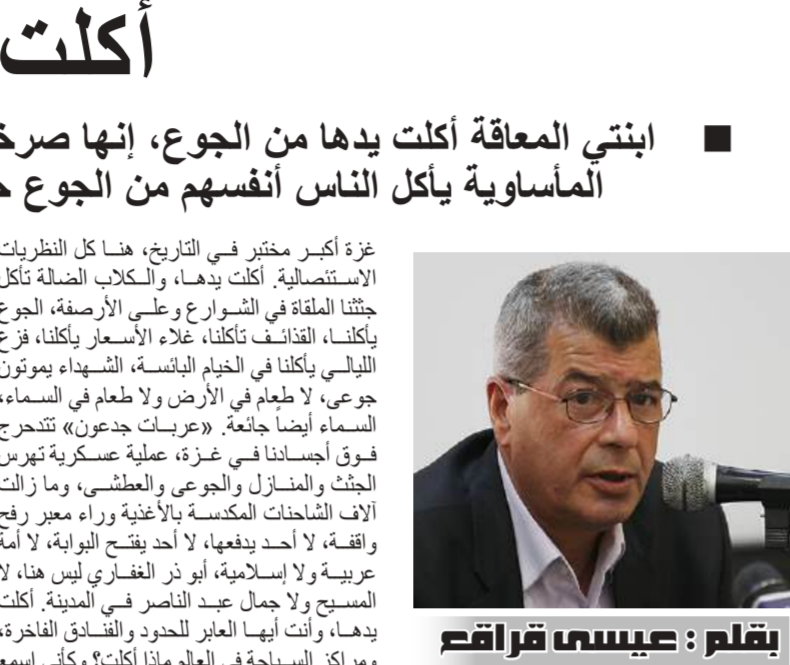 أكلت
■ ابنتي المعاقة أكلت يدها من الجوع، إنها
المأساوية يأكل الناس أنفسهم من الجوع
غزة أكبر مختبر في التاريخ، هنا كل النظريات
الاستئصالية. أكلت يدها، والكلاب الضالة تأكل
جثثنا الملقاة في الشوارع وعلى الأرصفة، الجوع
يأكلنا، القذائف تأكلنا، غلاء الأسعار يأكلنا، فزع
الليالي يأكلنا في الخيام البائسة، الشهداء يموتون
جوعى، لا طعام في الأرض ولا طعام في السماء،
السماء أيضاً جائعة. «عربات جدعون» تتدحرج
فوق أجسادنا في غزة، عملية عسكرية تهرس
الجثث والمنازل والجوعى والعطشى، وما زالت
آلاف الشاحنات المكدسة بالأغذية وراء معبر رفح
واقفة، لا أحد يدفعها، لا أحد يفتح البوابة، لا أمة
عربية ولا إسلامية، أبو ذر الغفاري ليس هنا، لا
المسيح ولا جمال عبد الناصر في المدينة. أكلت
يدها، وأنت أيها العابر للحدود والفنادق الفاخرة،
ومراكز السياحة في العالم ماذا أكلت؟ وكأني اسمع
بقلم : عيسى قراقع